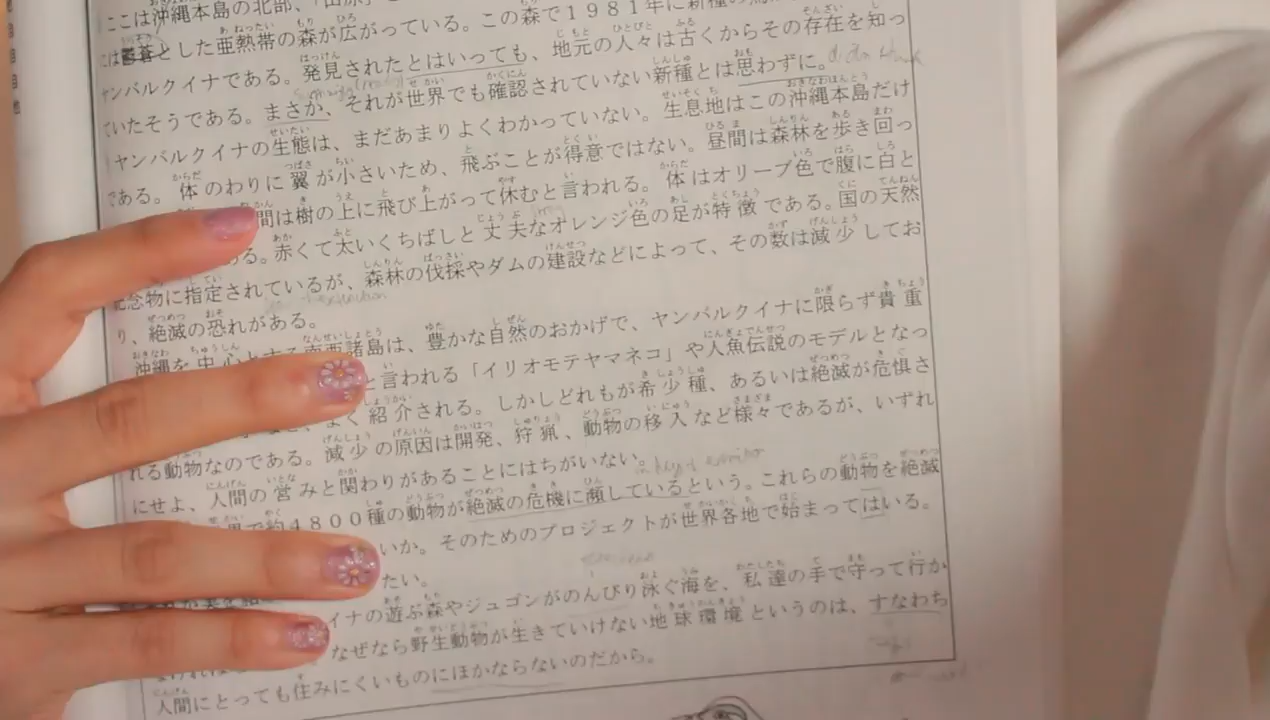 ここは沖縄本島の北部、「山原」と
鬱蒼とした亜熱帯の森が広がっている。この森で1981年に新種の
ヤンバルクイナである。発見されたとはいっても、地元の人々は古くからその存在を知っ
ていたそうである。まさか、それが世界でも確認されていない新種とは思わずに。
ヤンバルクイナの生態は、まだあまりよくわかっていない。生息地はこの沖縄本島だけ
である。体のわりに翼が小さいため、飛ぶことが得意ではない。昼間は森林を歩き回っ
間は樹の上に飛び上がって休むと言われる。体はオリーブ色で腹に白と
る。赤くて太いくちばしと丈夫なオレンジ色の足が特徴である。国の天然
記念物に指定されているが、森林の伐採やダムの建設などによって、その数は減少してお
り、絶滅の恐れがある。
沖縄を中心とする南西諸島は、豊かな自然のおかげで、ヤンバルクイナに限らず貴重
と言われる「イリオモテヤマネコ」や人魚伝説のモデルとなっ
よく紹介される。しかしどれもが希少種、あるいは絶滅が危惧さ
れる動物なのである。減少の原因は開発、狩猟、動物の移入など様々であるが、いずれ
にせよ、人間の営みと関わりがあることにはちがいない。
で約4800種の動物が絶滅の危機に瀕しているという。これらの動物を絶滅
いか。そのためのプロジェクトが世界各地で始まってはいる。
たい。
イナの遊ぶ森やジュゴンがのんびり泳ぐ海を、私達の手で守って行か
なければ なぜなら野生動物が生きていけない地球環境というのは、すなわち
人間にとっても住みにくいものにほかならないのだから。